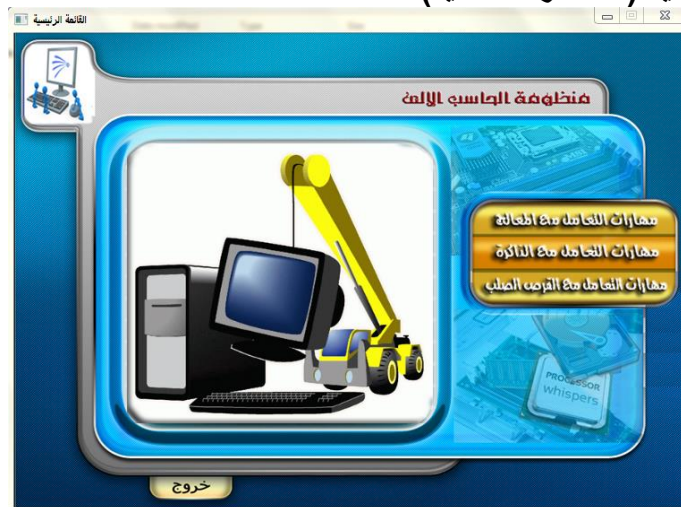 القائمة الرئيسية
منظومة الحاسب الآلى
مهارات التعامل مع المعالج
مهارات التعامل مع الذاكرة
مهارات التعامل مع القرص الصلب
PROCESSOR
whispers
خروج